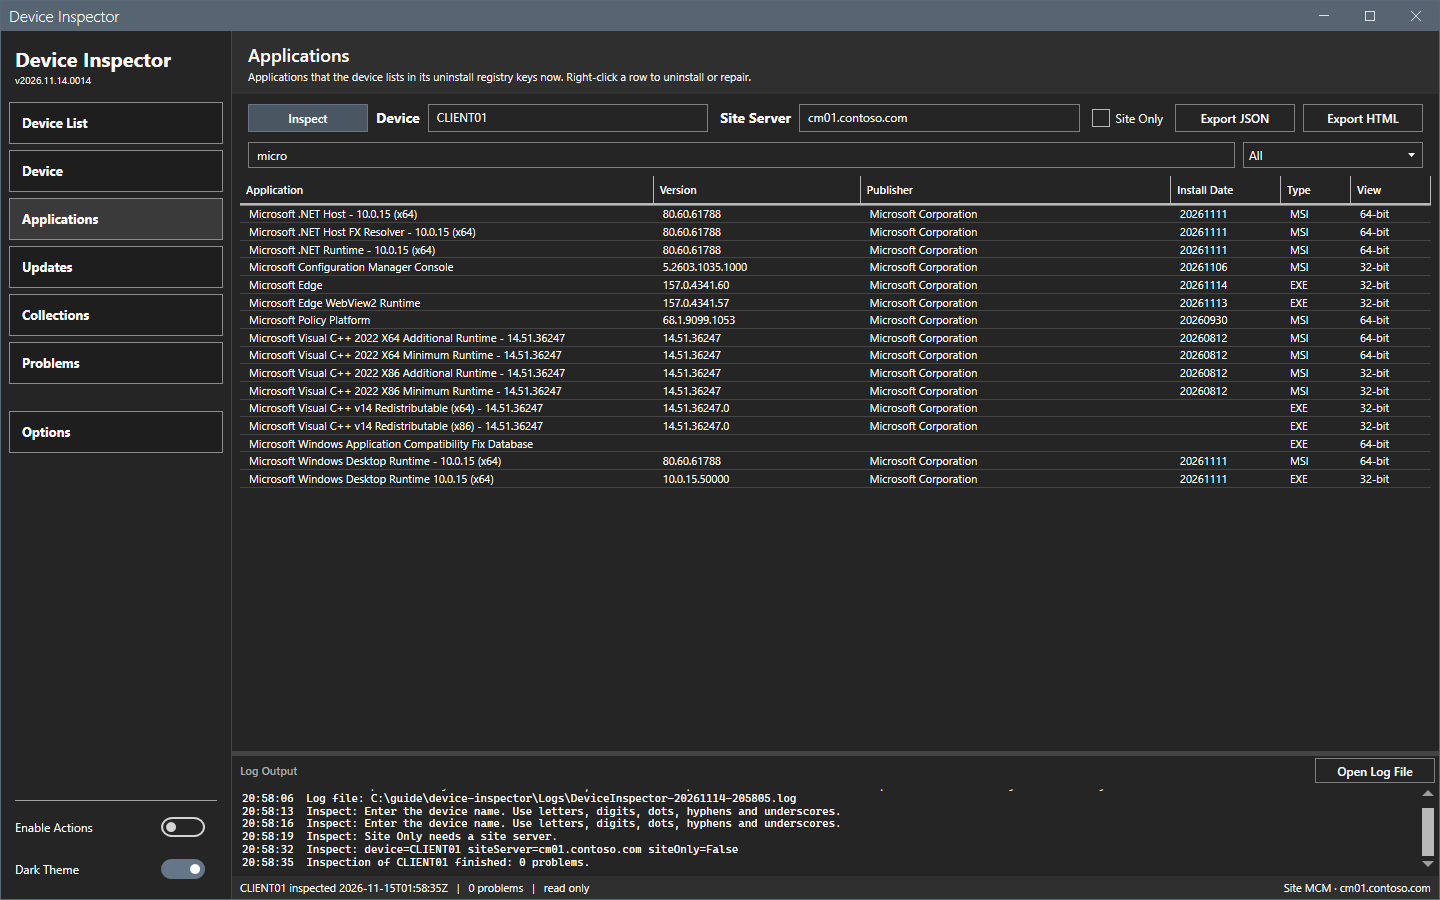 Device Inspector
Device Inspector
v2026.11.14.0014
Device List
Device
Applications
Updates
Collections
Problems
Options
Enable Actions
Dark Theme
Applications
Applications that the device lists in its uninstall registry keys now. Right-click a row to uninstall or repair.
Inspect Device CLIENT01 Site Server cm01.contoso.com Site Only Export JSON Export HTML
micro All
Application Version Publisher Install Date Type View
Microsoft .NET Host - 10.0.15 (x64) 80.60.61788 Microsoft Corporation 20261111 MSI 64-bit
Microsoft .NET Host FX Resolver - 10.0.15 (x64) 80.60.61788 Microsoft Corporation 20261111 MSI 64-bit
Microsoft .NET Runtime - 10.0.15 (x64) 80.60.61788 Microsoft Corporation 20261111 MSI 64-bit
Microsoft Configuration Manager Console 5.2603.1035.1000 Microsoft Corporation 20261106 MSI 32-bit
Microsoft Edge 157.0.4341.60 Microsoft Corporation 20261114 EXE 32-bit
Microsoft Edge WebView2 Runtime 157.0.4341.57 Microsoft Corporation 20261113 EXE 32-bit
Microsoft Policy Platform 68.1.9099.1053 Microsoft Corporation 20260930 MSI 64-bit
Microsoft Visual C++ 2022 X64 Additional Runtime - 14.51.36247 14.51.36247 Microsoft Corporation 20260812 MSI 64-bit
Microsoft Visual C++ 2022 X64 Minimum Runtime - 14.51.36247 14.51.36247 Microsoft Corporation 20260812 MSI 64-bit
Microsoft Visual C++ 2022 X86 Additional Runtime - 14.51.36247 14.51.36247 Microsoft Corporation 20260812 MSI 32-bit
Microsoft Visual C++ 2022 X86 Minimum Runtime - 14.51.36247 14.51.36247 Microsoft Corporation 20260812 MSI 32-bit
Microsoft Visual C++ v14 Redistributable (x64) - 14.51.36247 14.51.36247.0 Microsoft Corporation EXE 32-bit
Microsoft Visual C++ v14 Redistributable (x86) - 14.51.36247 14.51.36247.0 Microsoft Corporation EXE 32-bit
Microsoft Windows Application Compatibility Fix Database EXE 64-bit
Microsoft Windows Desktop Runtime - 10.0.15 (x64) 80.60.61788 Microsoft Corporation 20261111 MSI 64-bit
Microsoft Windows Desktop Runtime 10.0.15 (x64) 10.0.15.50000 Microsoft Corporation 20261111 EXE 32-bit
Log Output Open Log File
20:58:06 Log file: C:\guide\device-inspector\Logs\DeviceInspector-20261114-205805.log
20:58:13 Inspect: Enter the device name. Use letters, digits, dots, hyphens and underscores.
20:58:16 Inspect: Enter the device name. Use letters, digits, dots, hyphens and underscores.
20:58:19 Inspect: Site Only needs a site server.
20:58:32 Inspect: device=CLIENT01 siteServer=cm01.contoso.com siteOnly=False
20:58:35 Inspection of CLIENT01 finished: 0 problems.
CLIENT01 inspected 2026-11-15T01:58:35Z | 0 problems | read only Site MCM · cm01.contoso.com